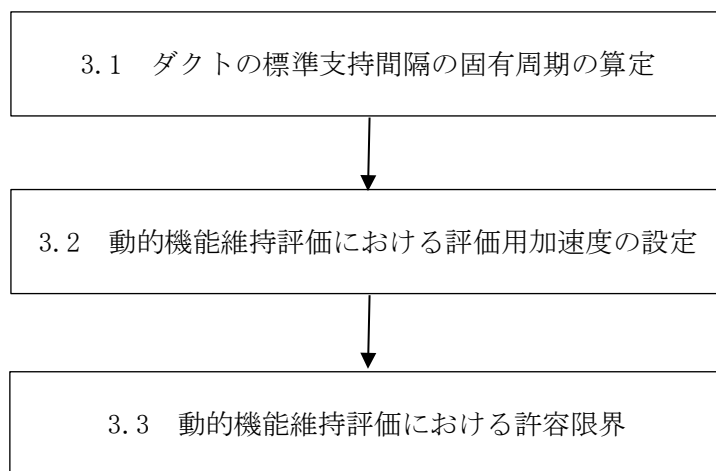 3.1 ダクトの標準支持間隔の固有周期の算定
3.2 動的機能維持評価における評価用加速度の設定
3.3 動的機能維持評価における許容限界